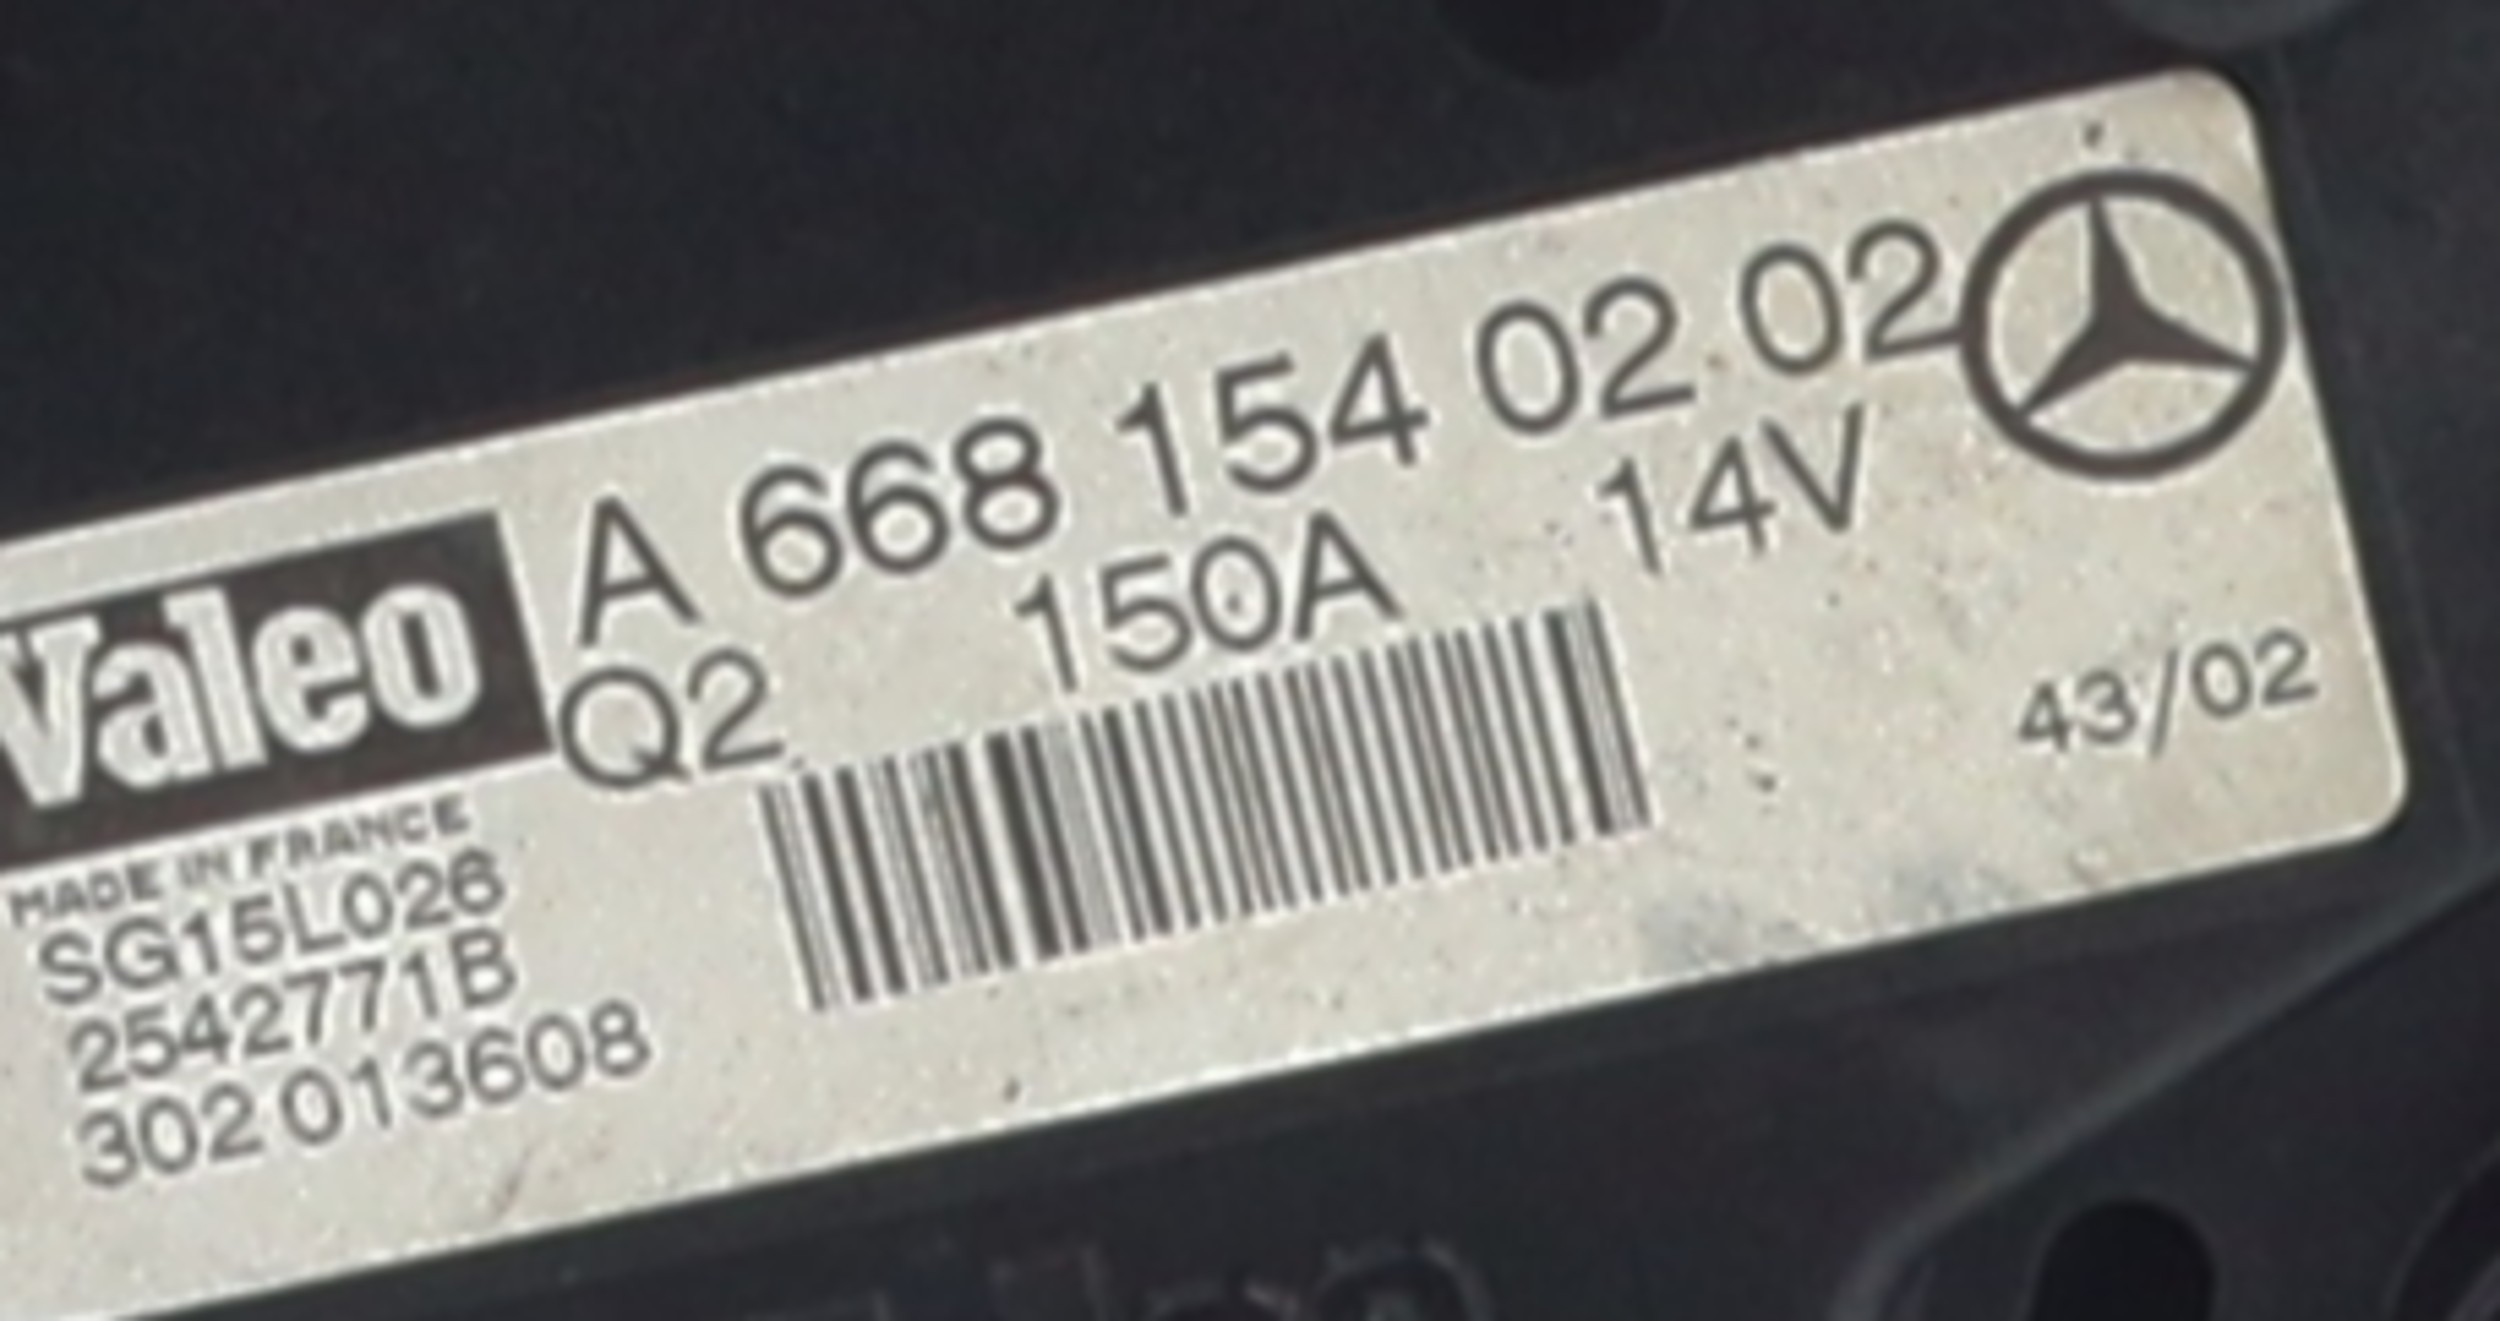 A 668 154 02 02
Valeo Q2 150A 14V
43/02
MADE IN FRANCE
SG15L026
2542771B
302 013608